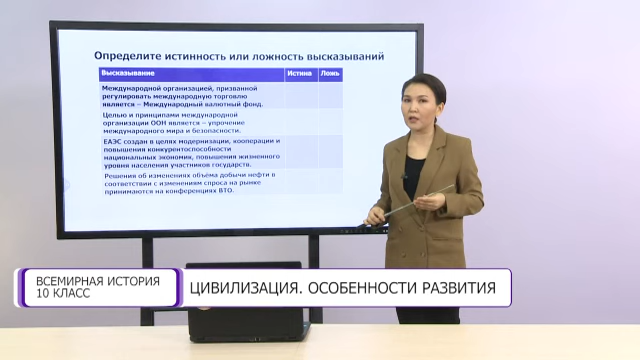 Определите истинность или ложность высказываний
Высказывание Истина Ложь
Международной организацией, призванной
регулировать международную торговлю
является – Международный валютный фонд.
Целью и принципами международной
организации ООН является – упрочение
международного мира и безопасности.
ЕАЭС создан в целях модернизации, кооперации и
повышения конкурентоспособности
национальных экономик, повышения жизненного
уровня населения участников государств.
Решения об изменениях объёма добычи нефти в
соответствии с изменениям спроса на рынке
принимаются на конференциях ВТО.
ВСЕМИРНАЯ ИСТОРИЯ
10 КЛАСС
ЦИВИЛИЗАЦИЯ. ОСОБЕННОСТИ РАЗВИТИЯ